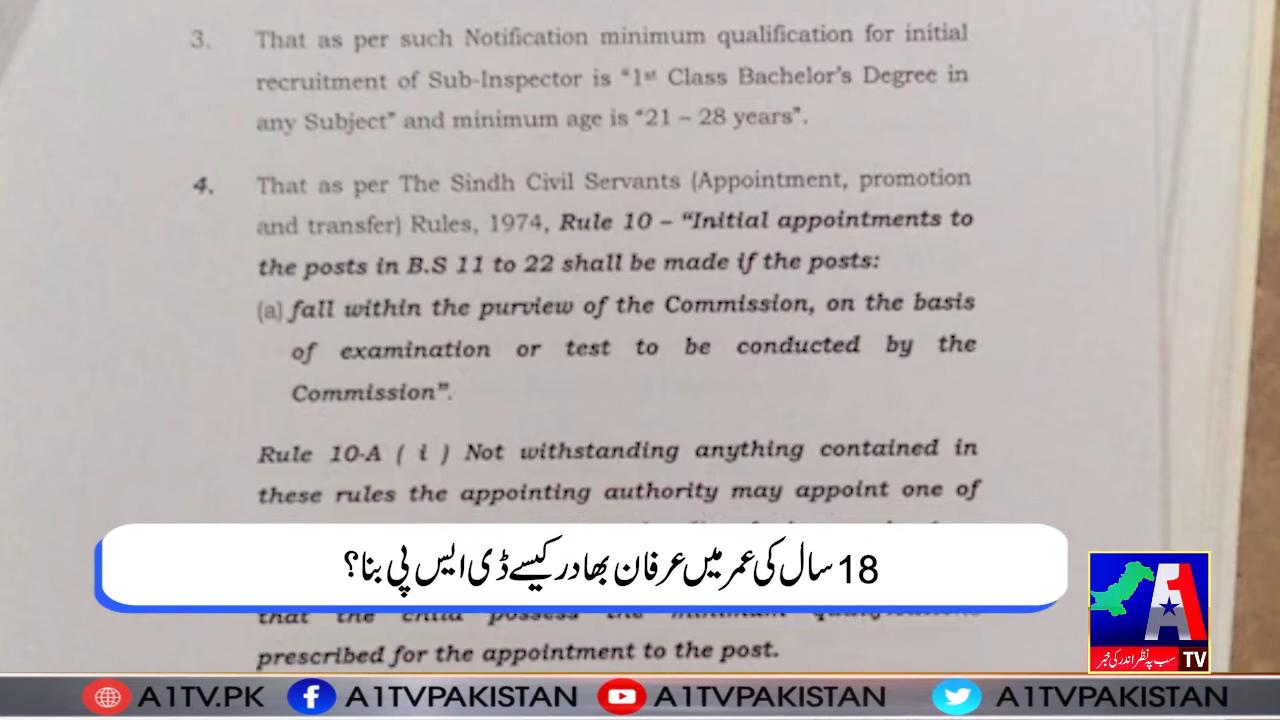 3. That as per such Notification minimum qualification for initial
recruitment of Sub-Inspector is "1st Class Bachelor's Degree in
any Subject" and minimum age is "21 – 28 years".
4. That as per The Sindh Civil Servants (Appointment, promotion
and transfer) Rules, 1974, Rule 10 – "Initial appointments to
the posts in B.S 11 to 22 shall be made if the posts:
(a) fall within the purview of the Commission, on the basis
of examination or test to be conducted by the
Commission".
Rule 10-A ( i ) Not withstanding anything contained in
these rules the appointing authority may appoint one of
18 سال کی عمر میں عرفان بھادر کیسے ڈی ایس پی بنا؟
that the child possess the minimum
prescribed for the appointment to the post.
A1
سب پہ نظر اندر کی خبر TV
A1TV.PK A1TVPAKISTAN A1TVPAKISTAN A1TVPAKISTAN